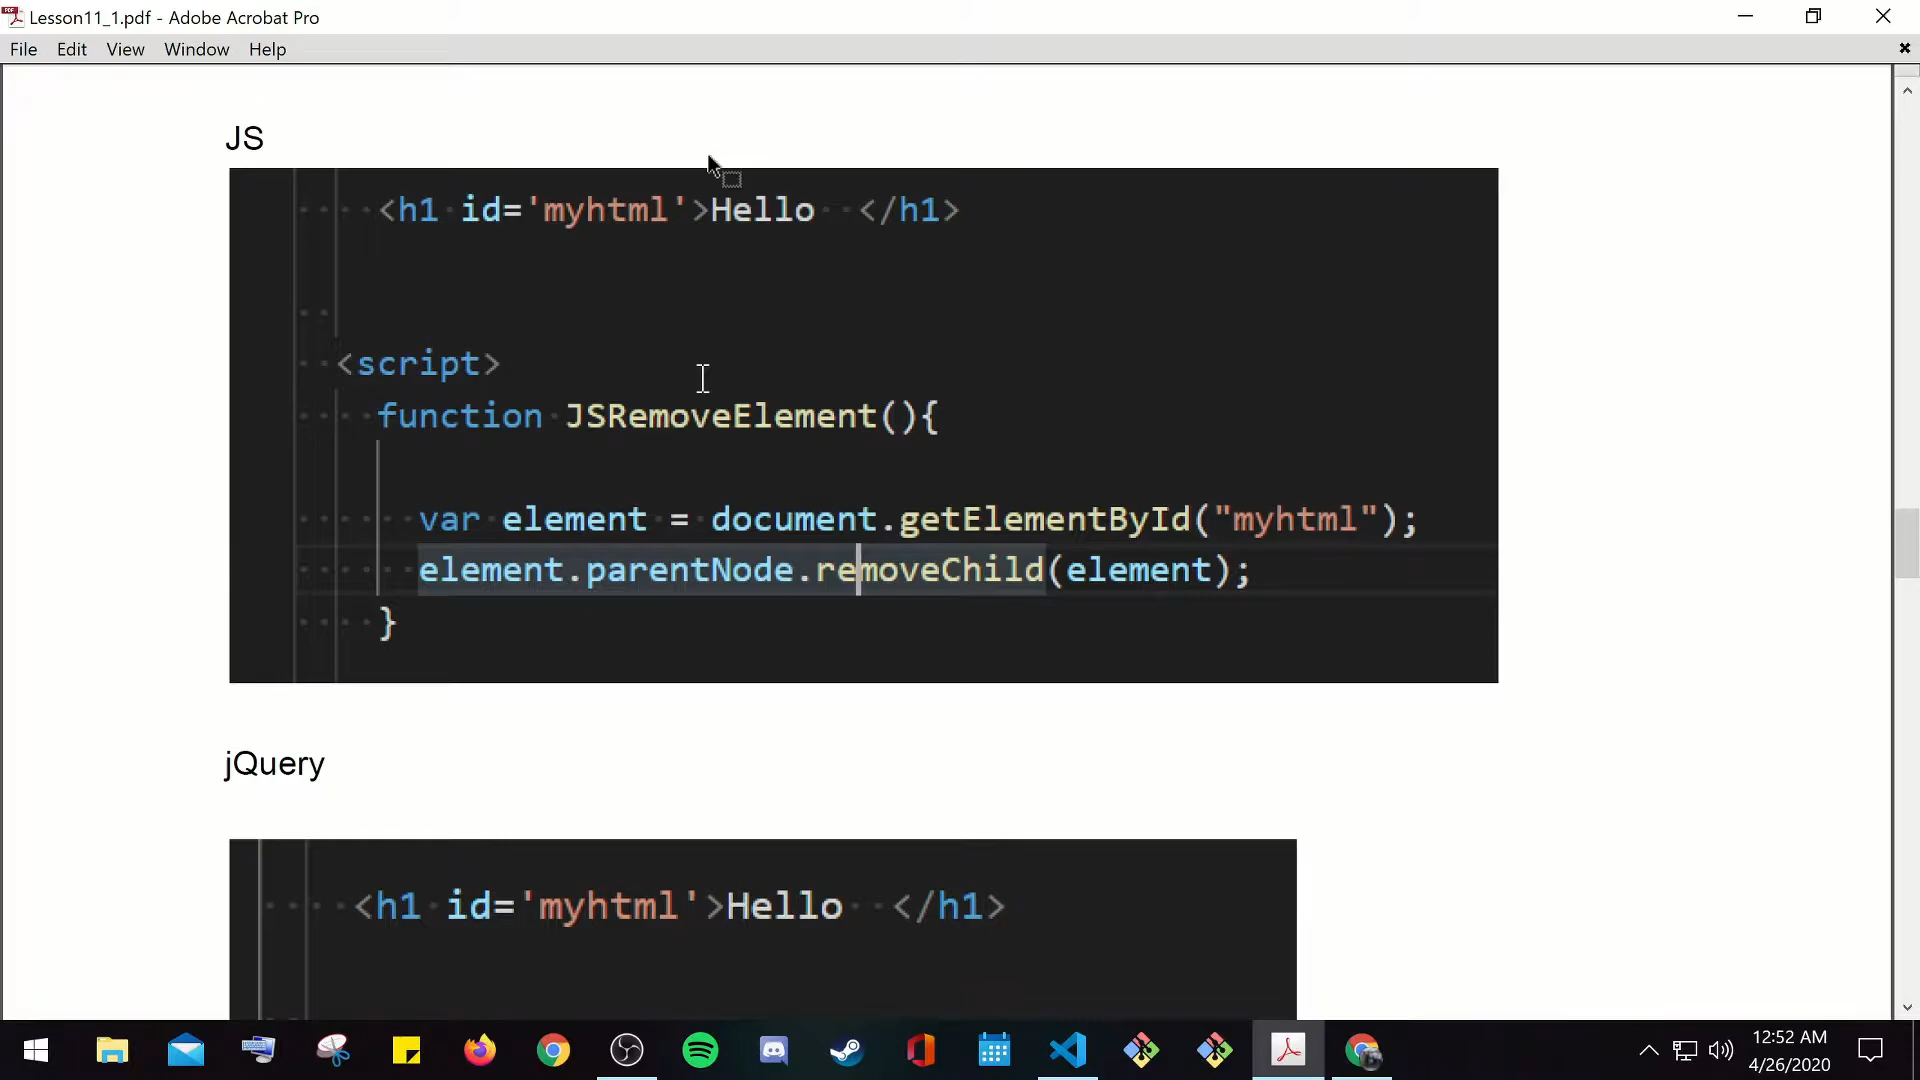 Lesson11_1.pdf - Adobe Acrobat Pro
File Edit View Window Help
JS
<h1 id='myhtml'>Hello </h1>
<script>
function JSRemoveElement(){
var element = document.getElementById("myhtml");
element.parentNode.removeChild(element);
}
jQuery
<h1 id='myhtml'>Hello </h1>
12:52 AM
4/26/2020